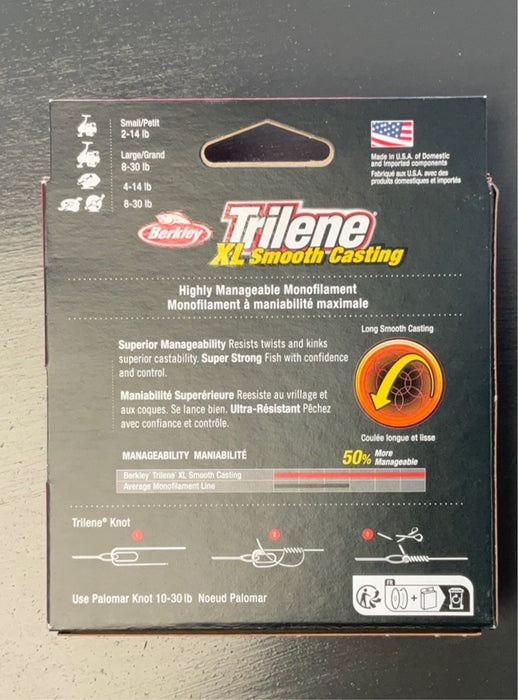 Small/Petit
2-14 lb
Large/Grand
8-30 lb
4-14 lb
8-30 lb
Made in U.S.A. of Domestic
and Imported components
Fabriqué aux U.S.A. avec des
produits domestiques et importés
Berkley
Trilene
XL Smooth Casting
Highly Manageable Monofilament
Monofilament à maniabilité maximale
Long Smooth Casting
Superior Manageability Resists twists and kinks
superior castability. Super Strong Fish with confidence
and control.
Maniabilité Superérieure Reesiste au vrillage et
aux coques. Se lance bien. Ultra-Résistant Pêchez
avec confiance et contrôle.
Coulée longue et lisse
MANAGEABILITY MANIABILITÉ
50% More
Manageable
Berkley® Trilene® XL Smooth Casting
Average Monofilament Line
Trilene® Knot
1
2
3
Use Palomar Knot 10-30 lb Noeud Palomar
FR
+